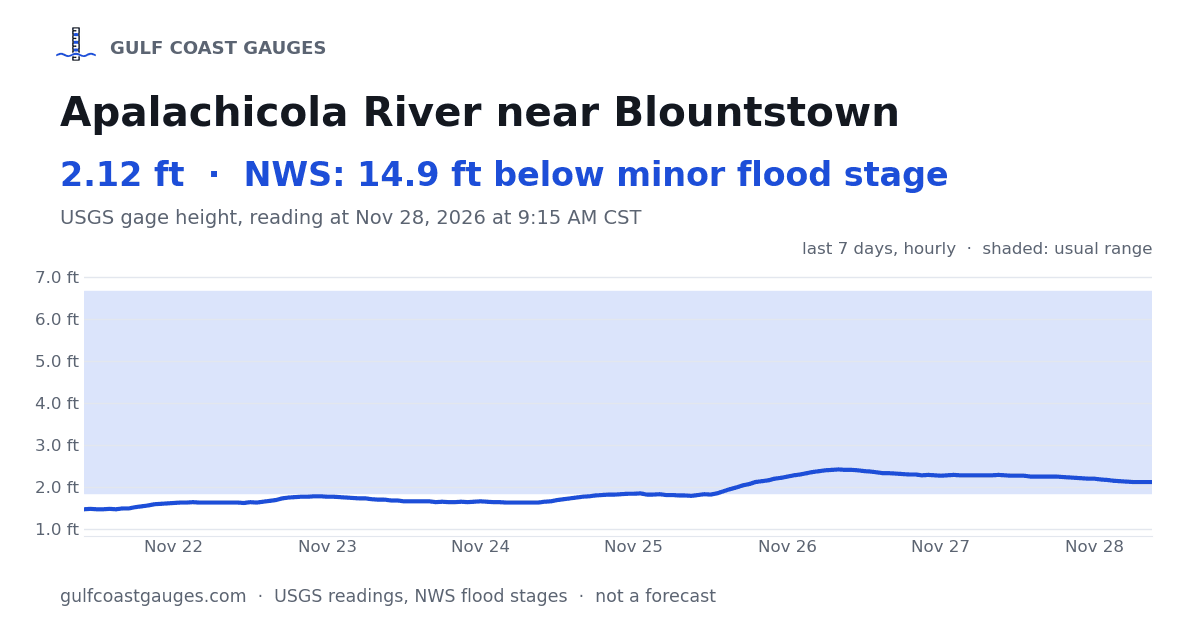 GULF COAST GAUGES
Apalachicola River near Blountstown
2.12 ft · NWS: 14.9 ft below minor flood stage
USGS gage height, reading at Nov 28, 2026 at 9:15 AM CST
last 7 days, hourly · shaded: usual range
7.0 ft
6.0 ft
5.0 ft
4.0 ft
3.0 ft
2.0 ft
1.0 ft
Nov 22 Nov 23 Nov 24 Nov 25 Nov 26 Nov 27 Nov 28
gulfcoastgauges.com · USGS readings, NWS flood stages · not a forecast